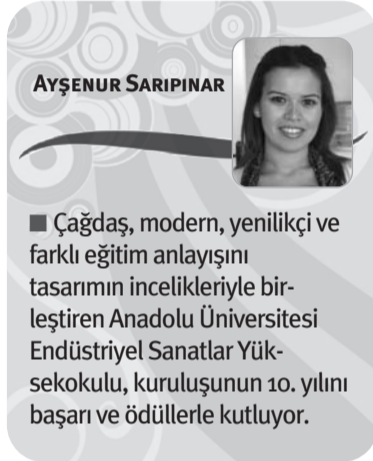 AYŞENUR SARIPINAR
Çağdaş, modern, yenilikçi ve
farklı eğitim anlayışını
tasarımın incelikleriyle bir-
leştiren Anadolu Üniversitesi
Endüstriyel Sanatlar Yük-
sekokulu, kuruluşunun 10. yılını
başarı ve ödüllerle kutluyor.